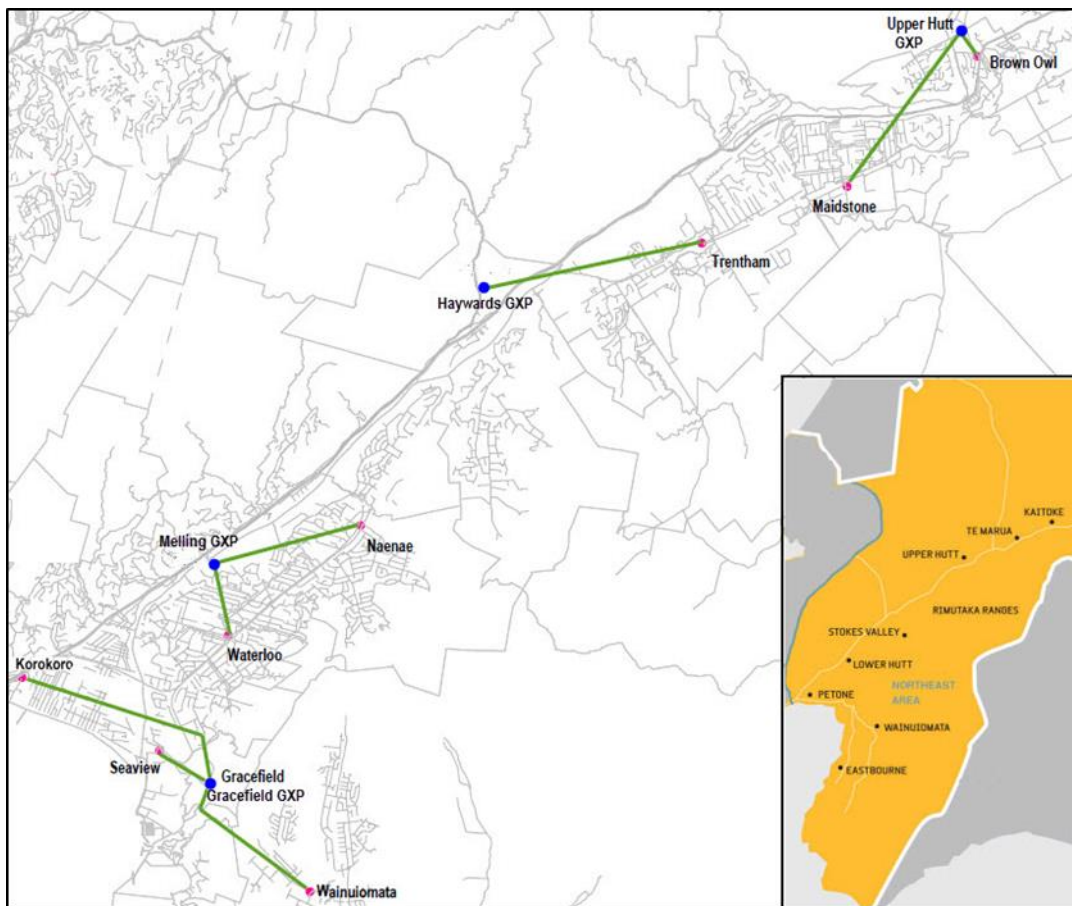 Upper Hutt
GXP
Brown Owl
Maidstone
Trentham
Haywards GXP
Melling GXP
Naenae
Waterloo
Korokoro
Seaview
Gracefield
Gracefield GXP
Wainuiomata
KAITOKE
TE MARUA
UPPER HUTT
RIMUTAKA RANGES
STOKES VALLEY
LOWER HUTT
NORTHEAST
AREA
PETONE
WAINUIOMATA
EASTBOURNE